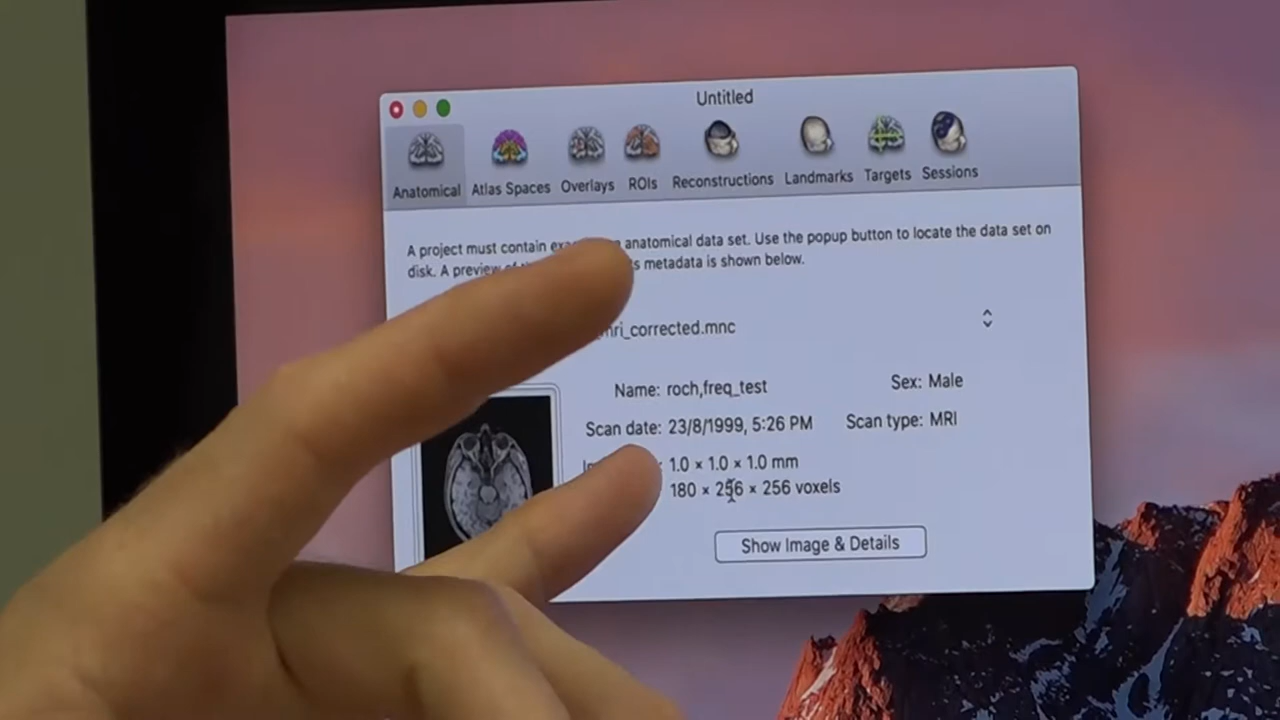 Untitled
Anatomical Atlas Spaces Overlays ROIs Reconstructions Landmarks Targets Sessions
A project must contain anatomical data set. Use the popup button to locate the data set on
disk. A preview of metadata is shown below.
mri_corrected.mnc
Name: roch,freq_test Sex: Male
Scan date: 23/8/1999, 5:26 PM Scan type: MRI
1.0 × 1.0 × 1.0 mm
180 × 256 × 256 voxels
Show Image & Details